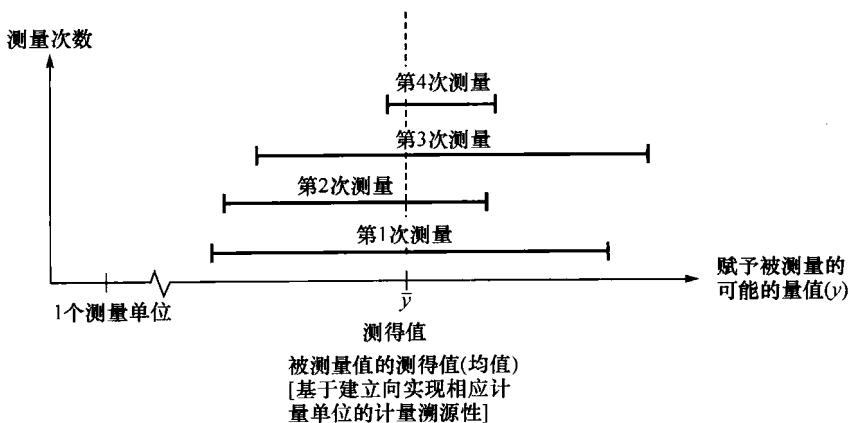 测量次数
第4次测量
第3次测量
第2次测量
第1次测量
赋予被测量的
可能的量值(y)
1个测量单位
ȳ
测得值
被测量值的测得值(均值)
[基于建立向实现相应计
量单位的计量溯源性]